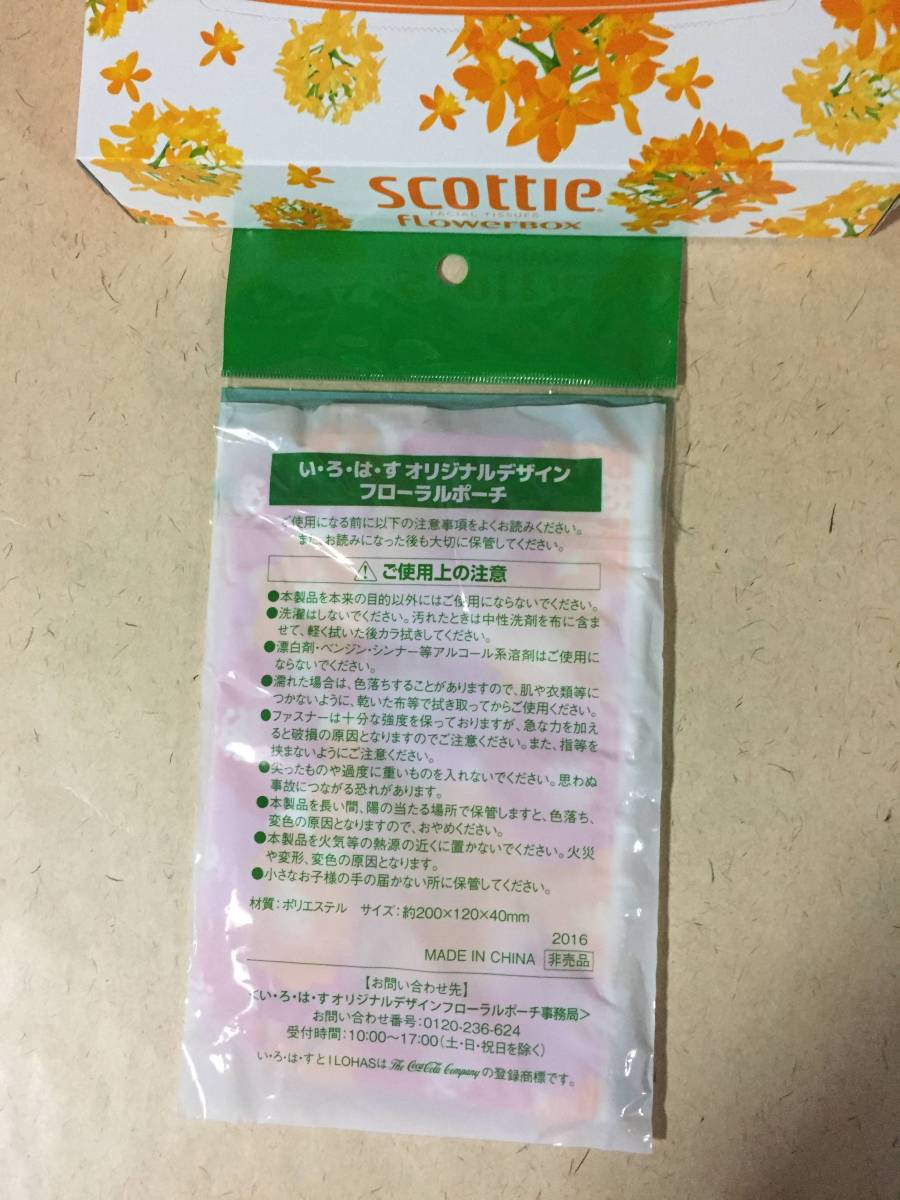 SCOTTIE
FACIAL TISSUES
FLOWERBOX
い・ろ・は・す オリジナルデザイン
フローラルポーチ
ご使用になる前に以下の注意事項をよくお読みください。
また、お読みになった後も大切に保管してください。
ご使用上の注意
●本製品を本来の目的以外にはご使用にならないでください。
●洗濯はしないでください。汚れたときは中性洗剤を布に含ま
せて、軽く拭いた後カラ拭きしてください。
●漂白剤・ベンジン・シンナー等アルコール系溶剤はご使用に
ならないでください。
●濡れた場合は、色落ちすることがありますので、肌や衣類等に
つかないように、乾いた布等で拭き取ってからご使用ください。
●ファスナーは十分な強度を保っておりますが、急な力を加え
ると破損の原因となりますのでご注意ください。また、指等を
挟まないようにご注意ください。
●尖ったものや過度に重いものを入れないでください。思わぬ
事故につながる恐れがあります。
●本製品を長い間、陽の当たる場所で保管しますと、色落ち、
変色の原因となりますので、おやめください。
●本製品を火気等の熱源の近くに置かないでください。火災
や変形、変色の原因となります。
●小さなお子様の手の届かない所に保管してください。
材質:ポリエステル サイズ:約200×120×40mm
2016
MADE IN CHINA 非売品
【お問い合わせ先】
<い・ろ・は・すオリジナルデザインフローラルポーチ事務局>
お問い合わせ番号:0120-236-624
受付時間:10:00～17:00(土・日・祝日を除く)
い・ろ・は・すとI LOHASは The Coca-Cola Company の登録商標です。